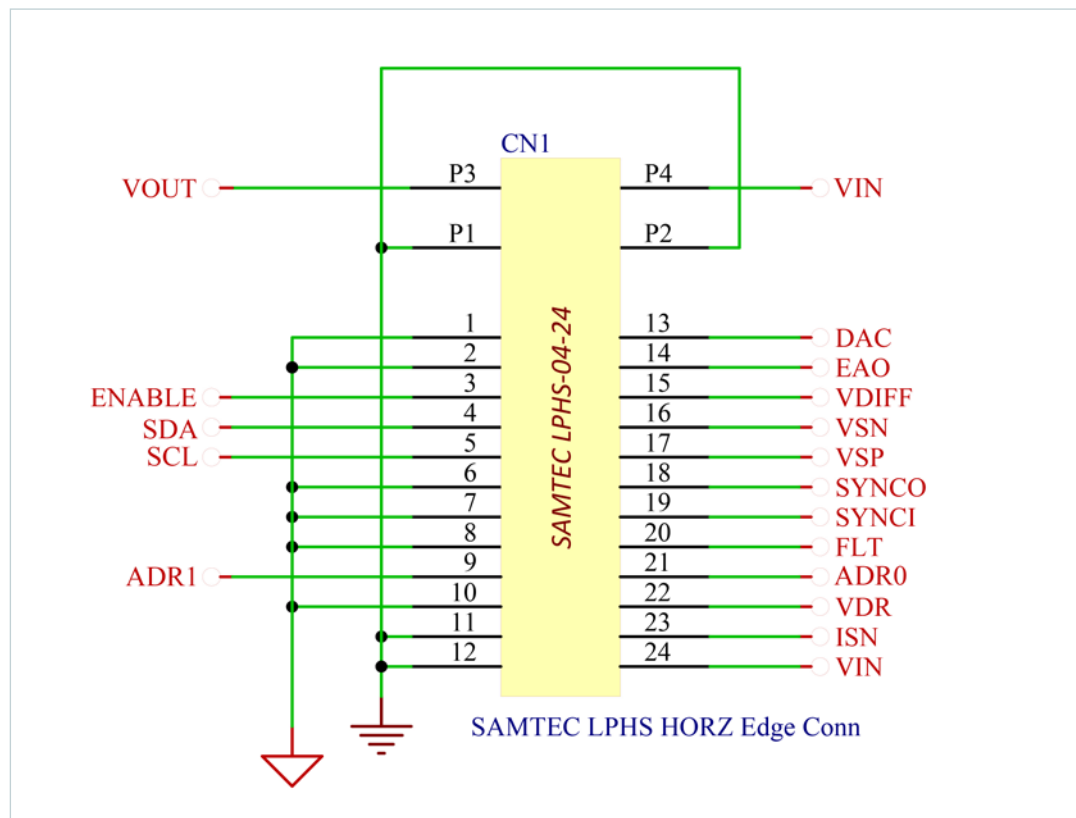 CN1
VOUT P3 P4 VIN
P1 P2
1 13 DAC
2 14 EAO
ENABLE 3 15 VDIFF
SDA 4 16 VSN
SCL 5 17 VSP
6 18 SYNCO
7 19 SYNCI
8 20 FLT
ADR1 9 21 ADR0
10 22 VDR
11 23 ISN
12 24 VIN
SAMTEC LPHS-04-24
SAMTEC LPHS HORZ Edge Conn